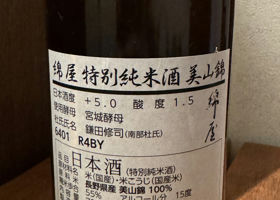 綿屋 特別純米酒 美山錦
日本酒度 +5.0 酸度 1.5
使用酵母 宮城酵母
杜氏氏名 鎌田修司(南部杜氏)
6401 R4BY
綿屋
日本酒 (特別純米酒)
米(国産)・米こうじ(国産米)
長野県産 美山錦 100%
55% アルコール分 15度